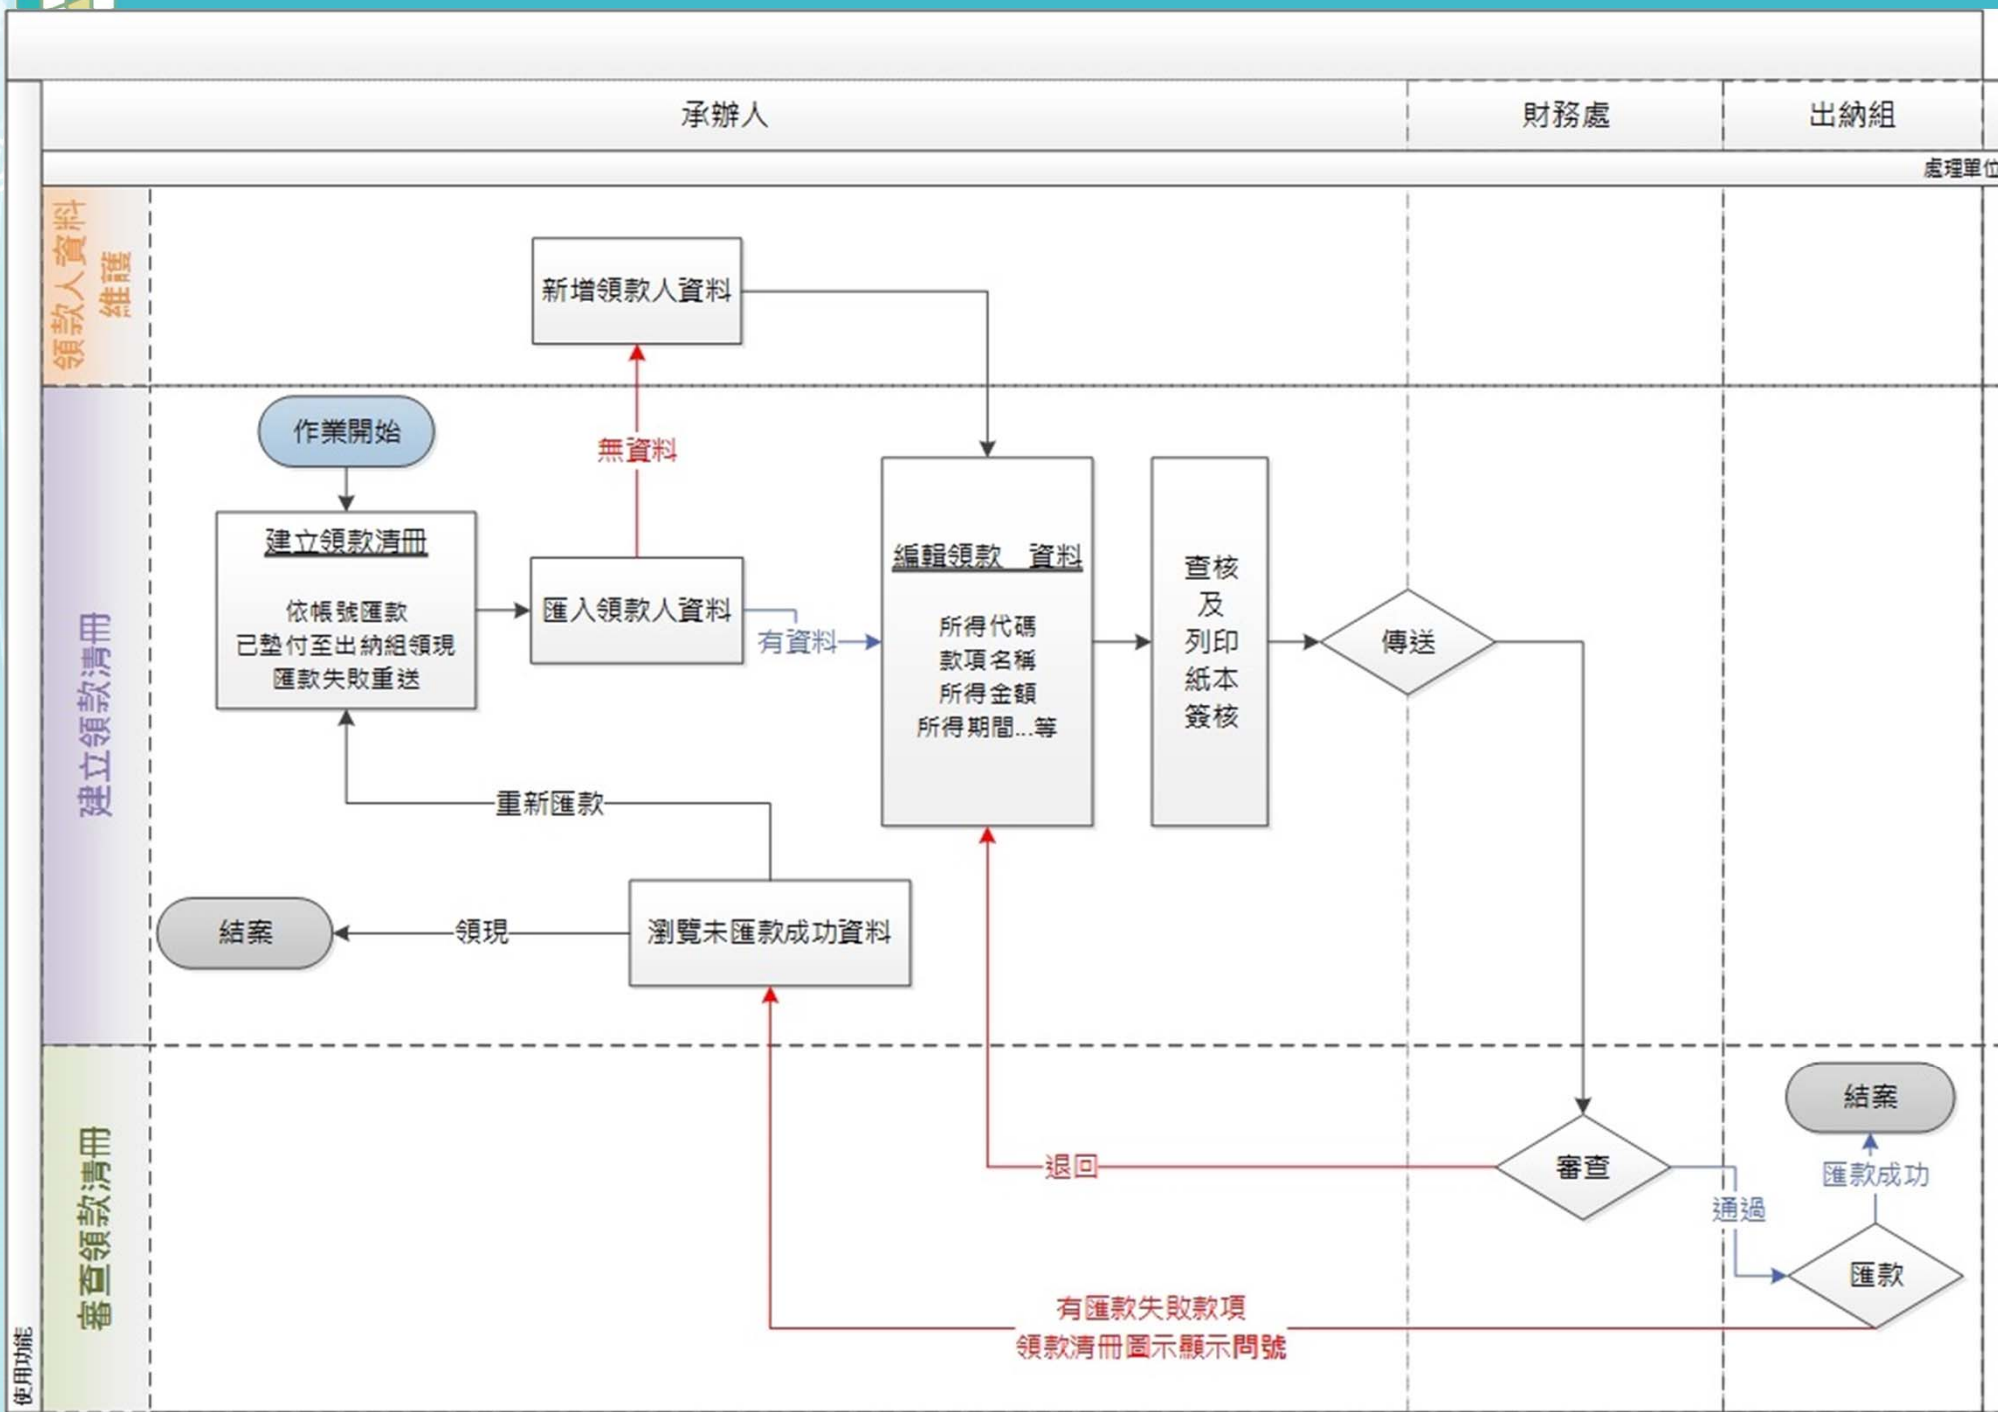 承辦人
財務處
出納組
處理單位
領款人資料
維護
新增領款人資料
無資料
作業開始
建立領款清冊
依帳號匯款
已墊付至出納組領現
匯款失敗重送
匯入領款人資料
有資料
編輯領款 資料
所得代碼
款項名稱
所得金額
所得期間...等
查核
及
列印
紙本
簽核
傳送
建立領款清冊
重新匯款
結案
領現
瀏覽未匯款成功資料
審查領款清冊
退回
審查
通過
結案
匯款成功
匯款
有匯款失敗款項
領款清冊圖示顯示問號
使用功能